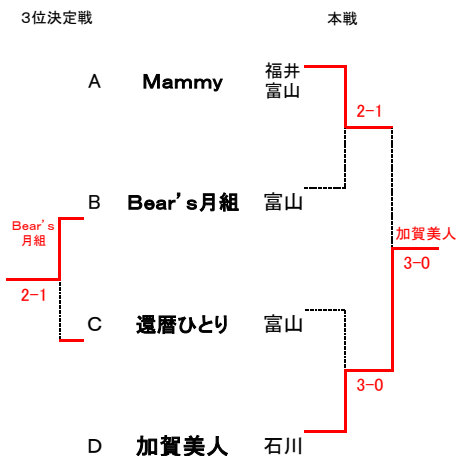 3位決定戦 本戦
A Mammy 福井
富山
2-1
B Bear's月組 富山
Bear's
月組
加賀美人
3-0
2-1
C 還暦ひとり 富山
3-0
D 加賀美人 石川